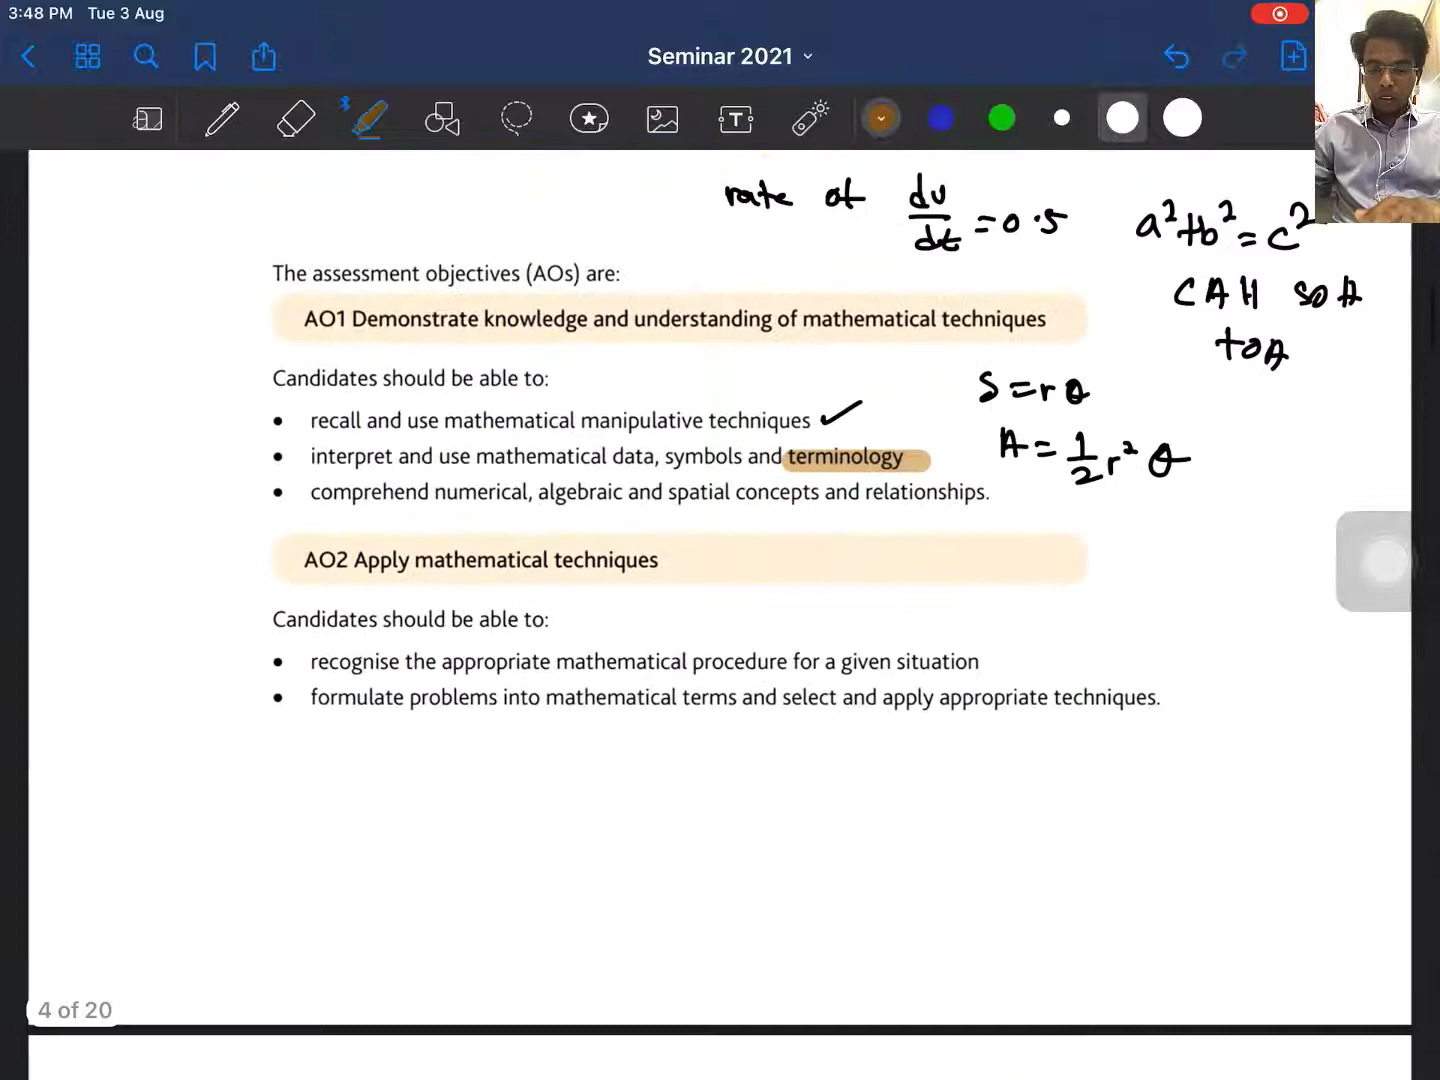 3:48 PM Tue 3 Aug
Seminar 2021
T
rate of dv/dt = 0.5
a² + b² = c²
CAH SOH
TOA
The assessment objectives (AOs) are:
AO1 Demonstrate knowledge and understanding of mathematical techniques
Candidates should be able to:
S = rθ
• recall and use mathematical manipulative techniques ✓
A = 1/2 r² θ
• interpret and use mathematical data, symbols and terminology
• comprehend numerical, algebraic and spatial concepts and relationships.
AO2 Apply mathematical techniques
Candidates should be able to:
• recognise the appropriate mathematical procedure for a given situation
• formulate problems into mathematical terms and select and apply appropriate techniques.
4 of 20